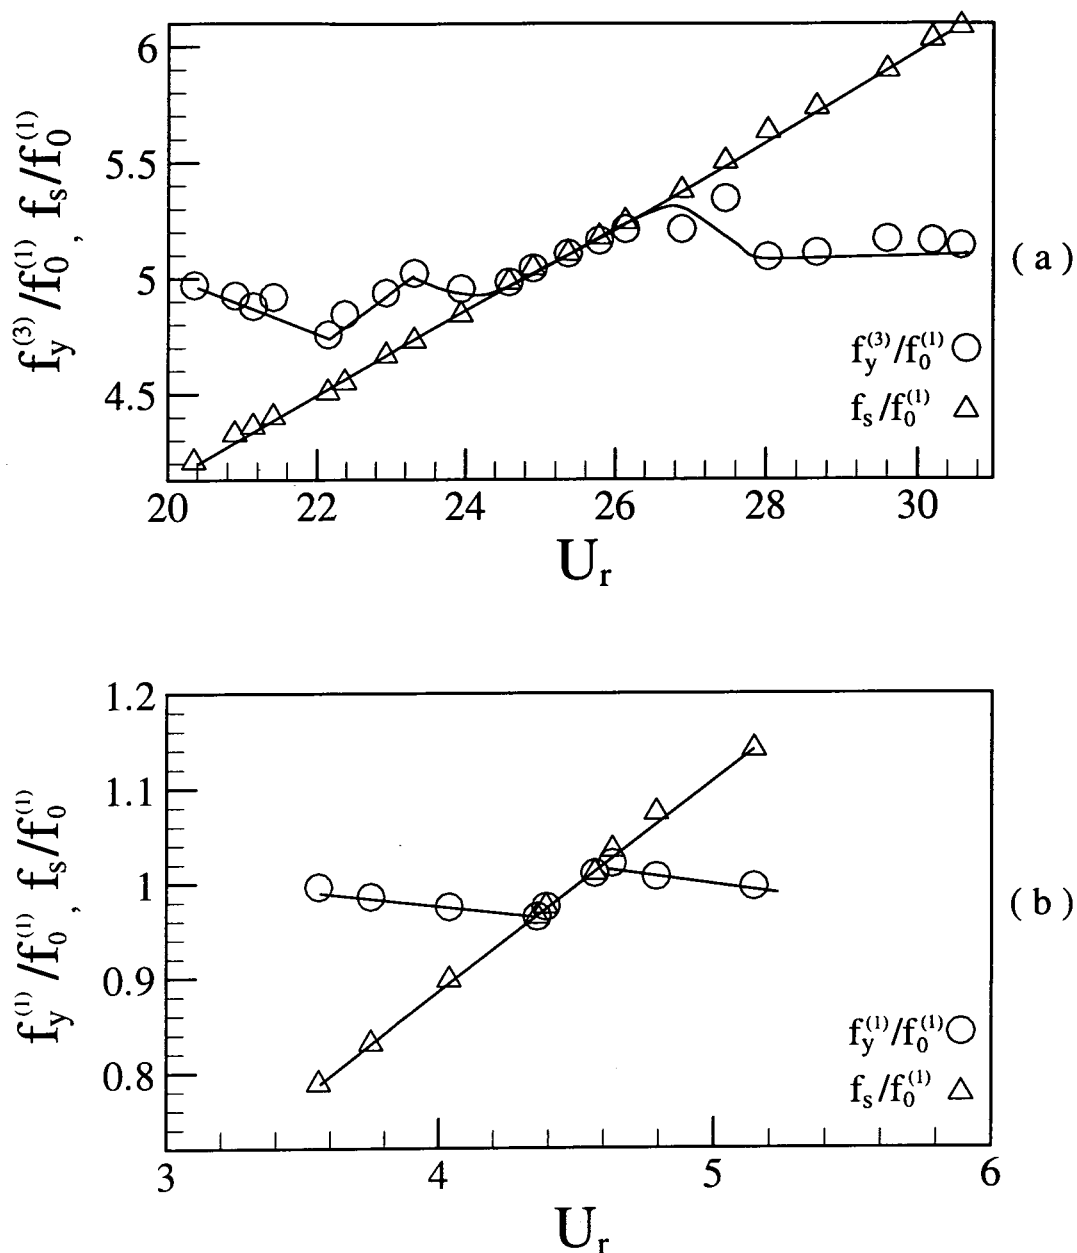 6
5.5
5
4.5
f_y^(3)/f_0^(1), f_s/f_0^(1)
f_y^(3)/f_0^(1)
f_s/f_0^(1)
(a)
20 22 24 26 28 30
U_r
1.2
1.1
1
0.9
0.8
f_y^(1)/f_0^(1), f_s/f_0^(1)
f_y^(1)/f_0^(1)
f_s/f_0^(1)
(b)
3 4 5 6
U_r